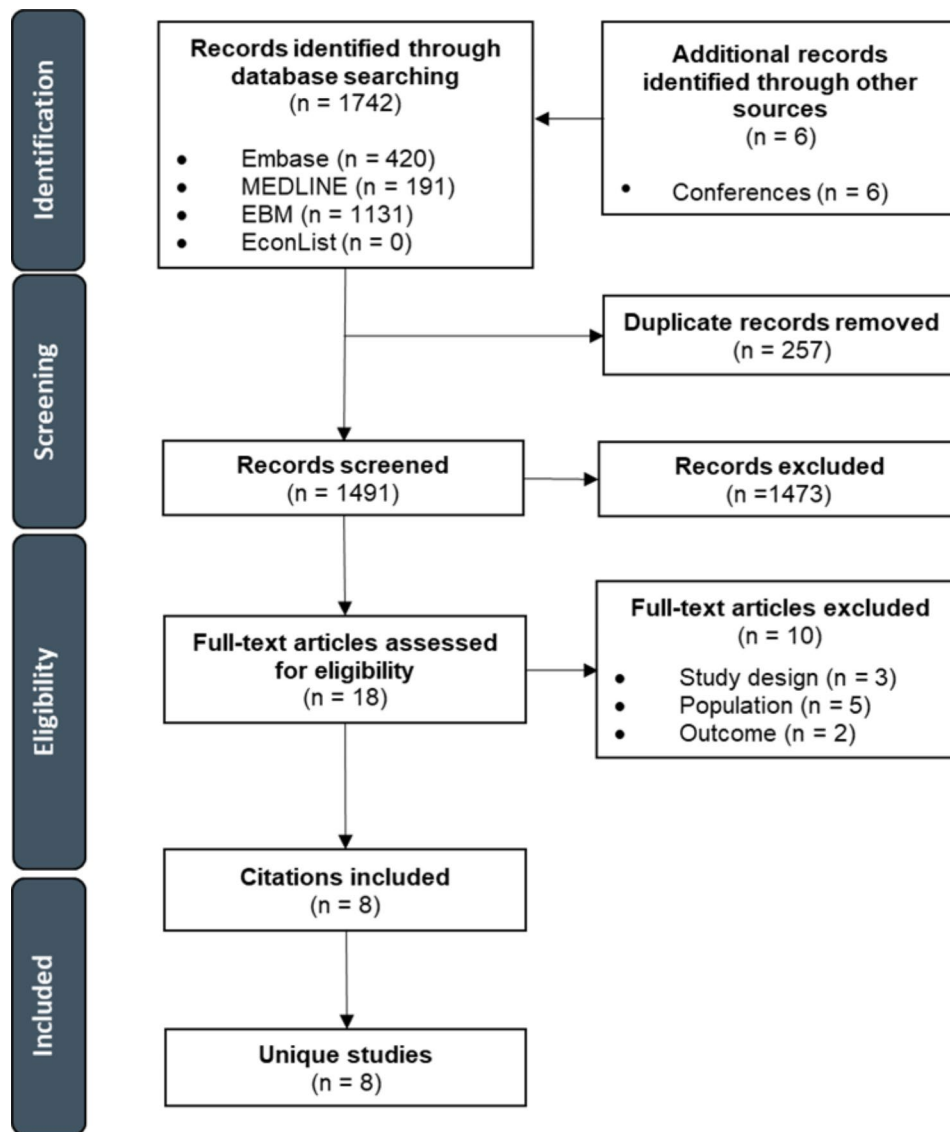 Identification
Records identified through
database searching
(n = 1742)
• Embase (n = 420)
• MEDLINE (n = 191)
• EBM (n = 1131)
• EconList (n = 0)
Additional records
identified through other
sources
(n = 6)
• Conferences (n = 6)
Screening
Duplicate records removed
(n = 257)
Records screened
(n = 1491)
Records excluded
(n =1473)
Eligibility
Full-text articles assessed
for eligibility
(n = 18)
Full-text articles excluded
(n = 10)
• Study design (n = 3)
• Population (n = 5)
• Outcome (n = 2)
Included
Citations included
(n = 8)
Unique studies
(n = 8)